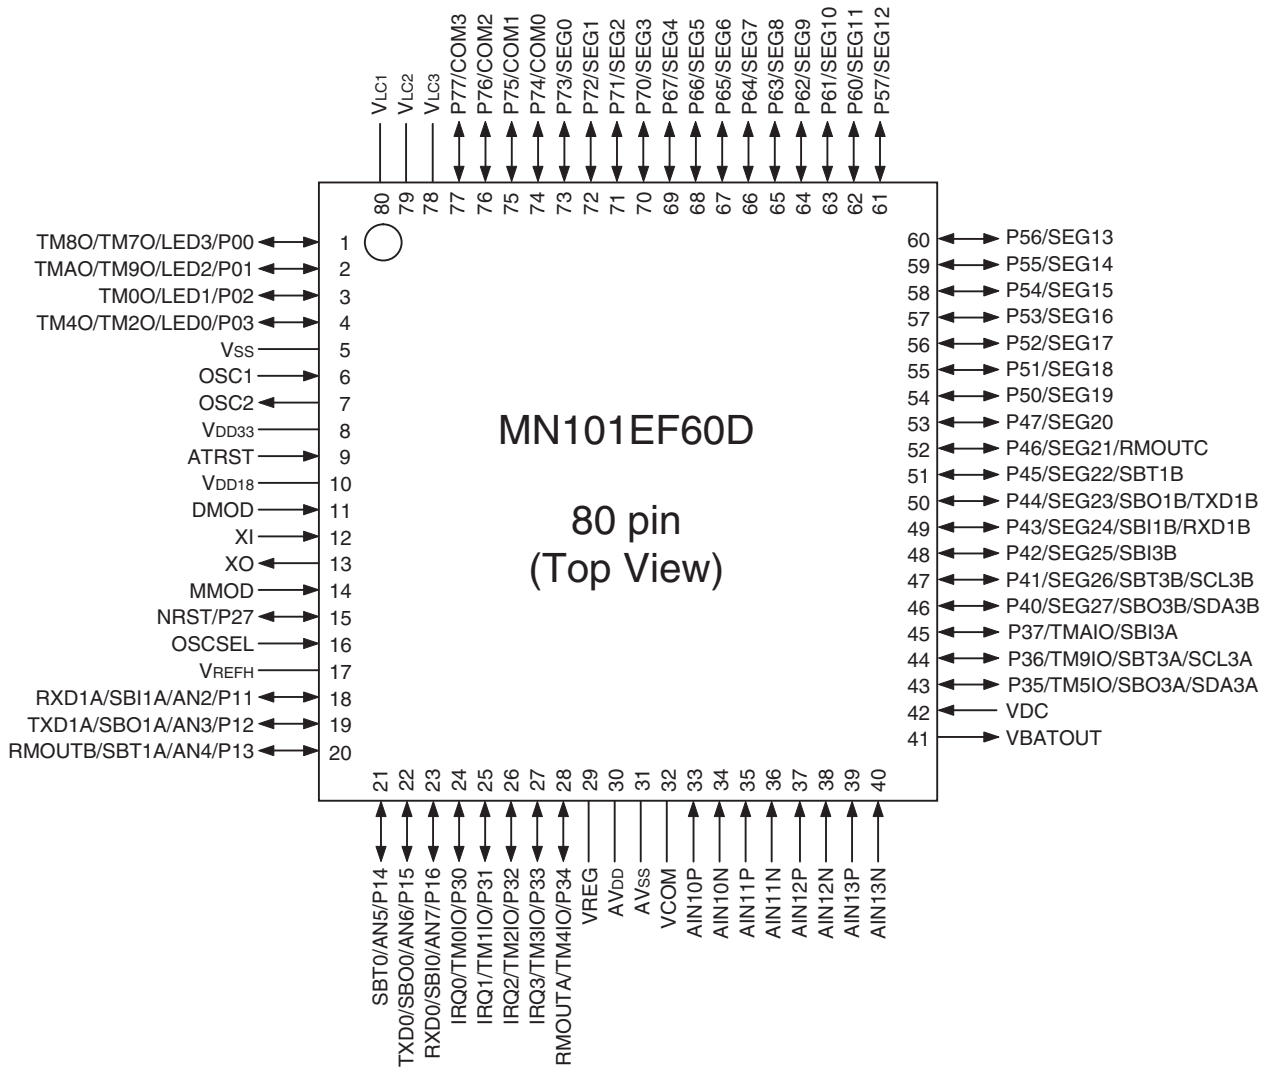 VLC1
VLC2
VLC3
P77/COM3
P76/COM2
P75/COM1
P74/COM0
P73/SEG0
P72/SEG1
P71/SEG2
P70/SEG3
P67/SEG4
P66/SEG5
P65/SEG6
P64/SEG7
P63/SEG8
P62/SEG9
P61/SEG10
P60/SEG11
P57/SEG12
80
79
78
77
76
75
74
73
72
71
70
69
68
67
66
65
64
63
62
61
TM8O/TM7O/LED3/P00 1
TMAO/TM9O/LED2/P01 2
TM0O/LED1/P02 3
TM4O/TM2O/LED0/P03 4
VSS 5
OSC1 6
OSC2 7
VDD33 8
ATRST 9
VDD18 10
DMOD 11
XI 12
XO 13
MMOD 14
NRST/P27 15
OSCSEL 16
VREFH 17
RXD1A/SBI1A/AN2/P11 18
TXD1A/SBO1A/AN3/P12 19
RMOUTB/SBT1A/AN4/P13 20
MN101EF60D
80 pin
(Top View)
60 P56/SEG13
59 P55/SEG14
58 P54/SEG15
57 P53/SEG16
56 P52/SEG17
55 P51/SEG18
54 P50/SEG19
53 P47/SEG20
52 P46/SEG21/RMOUTC
51 P45/SEG22/SBT1B
50 P44/SEG23/SBO1B/TXD1B
49 P43/SEG24/SBI1B/RXD1B
48 P42/SEG25/SBI3B
47 P41/SEG26/SBT3B/SCL3B
46 P40/SEG27/SBO3B/SDA3B
45 P37/TMAIO/SBI3A
44 P36/TM9IO/SBT3A/SCL3A
43 P35/TM5IO/SBO3A/SDA3A
42 VDC
41 VBATOUT
21
22
23
24
25
26
27
28
29
30
31
32
33
34
35
36
37
38
39
40
SBT0/AN5/P14
TXD0/SBO0/AN6/P15
RXD0/SBI0/AN7/P16
IRQ0/TM0IO/P30
IRQ1/TM1IO/P31
IRQ2/TM2IO/P32
IRQ3/TM3IO/P33
RMOUTA/TM4IO/P34
VREG
AVDD
AVSS
VCOM
AIN10P
AIN10N
AIN11P
AIN11N
AIN12P
AIN12N
AIN13P
AIN13N